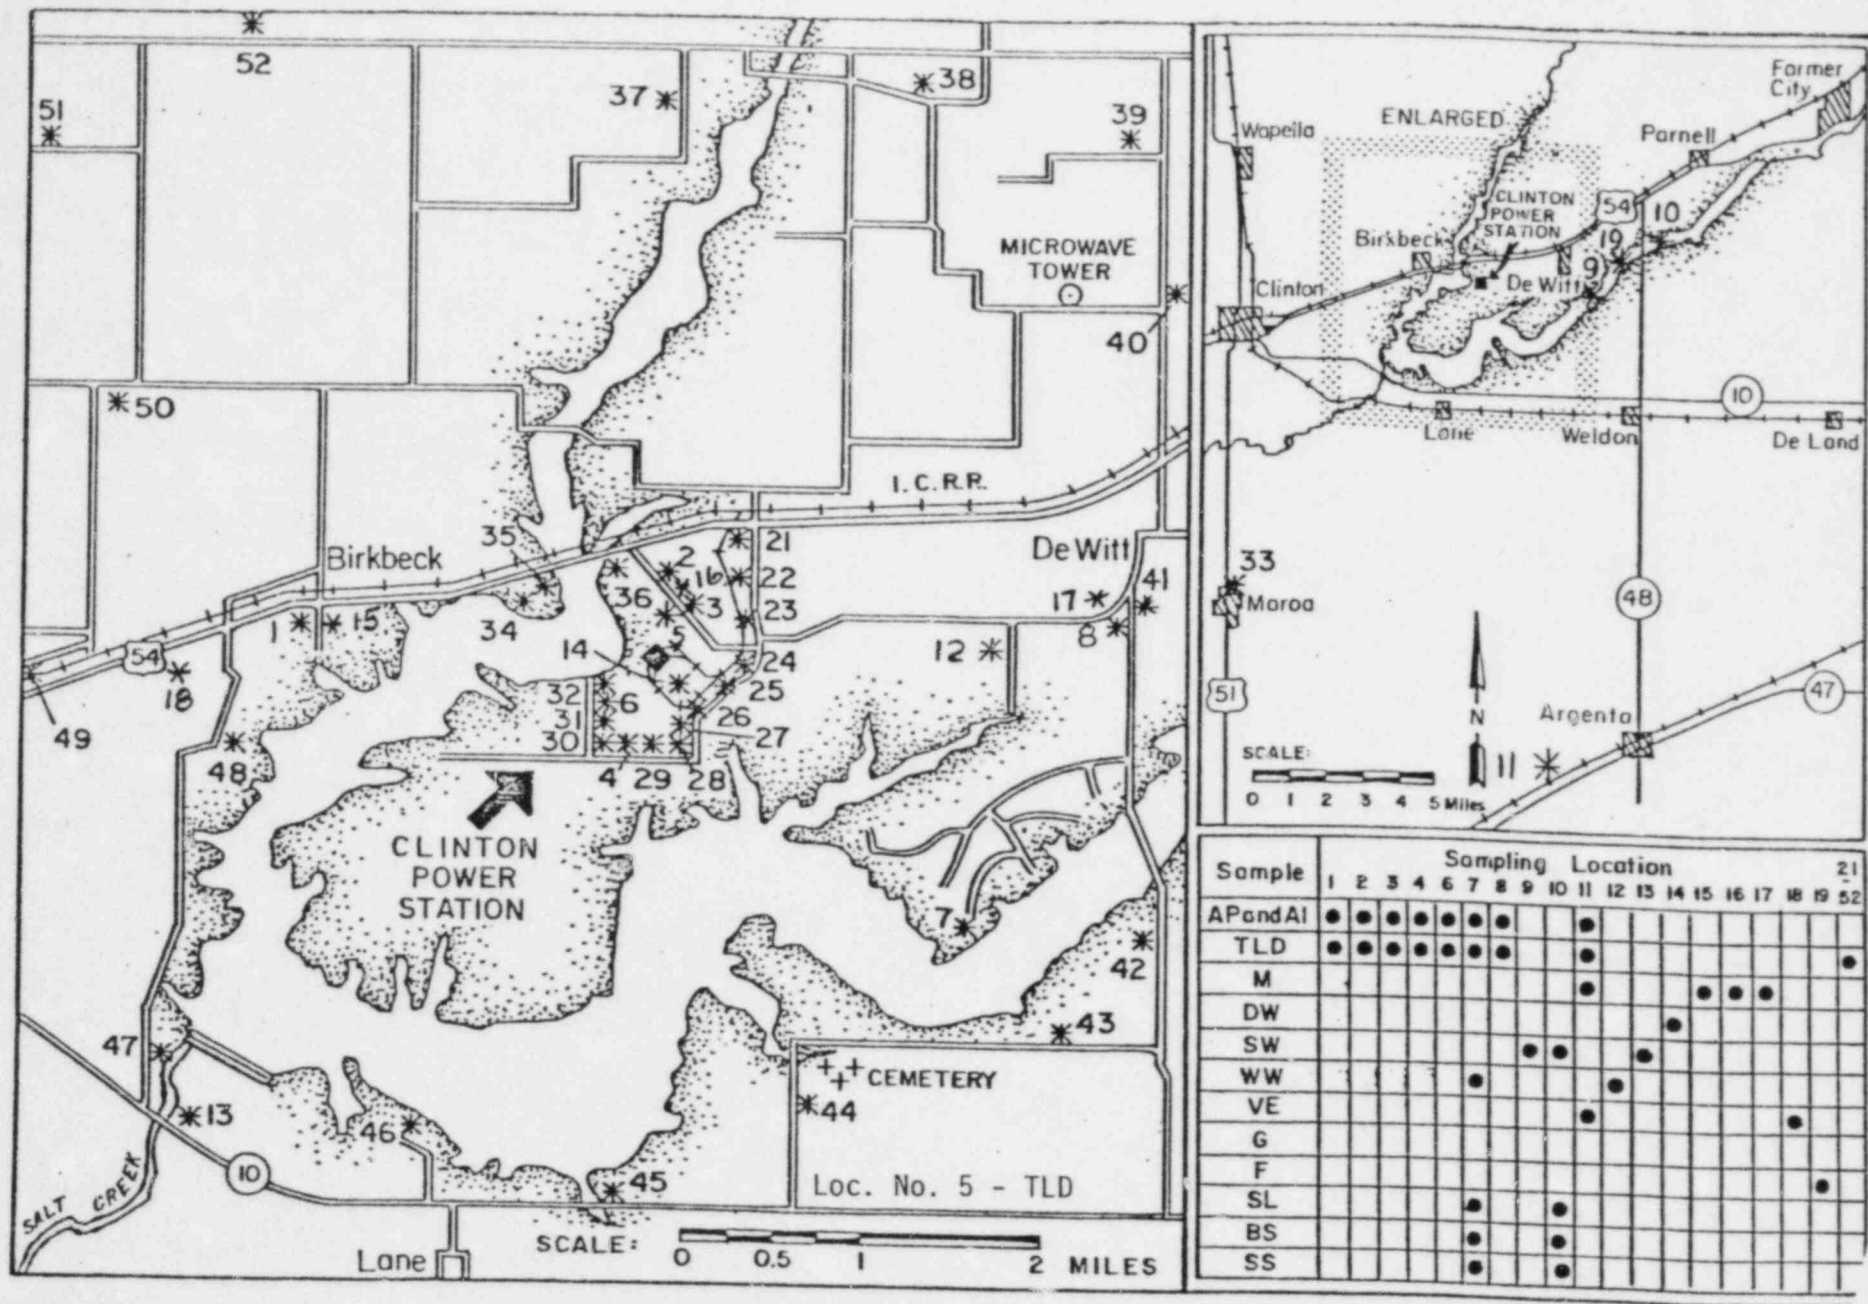 52
51
37
38
39
MICROWAVE
TOWER
40
50
I.C.R.R.
35
Birkbeck
De Witt
21
2
16
22
41
36
3
23
17
1
15
34
5
8
54
14
12
24
18
32
6
25
49
31
26
48
30
27
4 29 28
CLINTON
POWER
STATION
7
42
43
47
CEMETERY
13
44
46
10
45
Loc. No. 5 - TLD
SALT CREEK
SCALE:
0 0.5 1 2 MILES
Lane
Farmer
City
ENLARGED
Wapella
Parnell
CLINTON
POWER
STATION
54
10
Birkbeck
19
9
De Witt
Clinton
10
Lane
Weldon
De Land
33
Maroa
48
51
47
N
Argenta
SCALE:
11
0 1 2 3 4 5 Miles
Sample
Sampling Location
1 2 3 4 6 7 8 9 10 11 12 13 14 15 16 17 18 19 21 - 52
AP and AI
TLD
M
DW
SW
WW
VE
G
F
SL
BS
SS